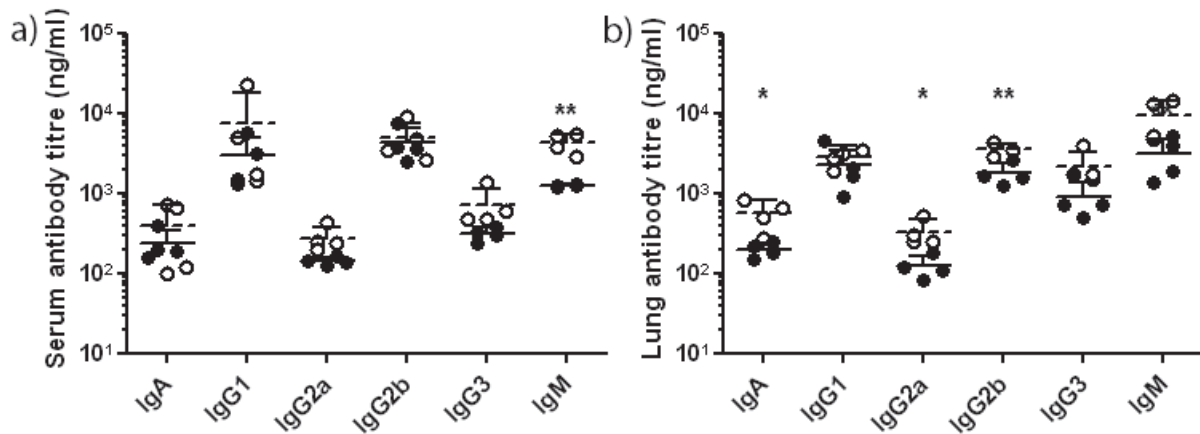 a)
Serum antibody titre (ng/ml)
10⁵
10⁴
10³
10²
10¹
**
IgA
IgG1
IgG2a
IgG2b
IgG3
IgM
b)
Lung antibody titre (ng/ml)
10⁵
10⁴
10³
10²
10¹
*
*
**
IgA
IgG1
IgG2a
IgG2b
IgG3
IgM